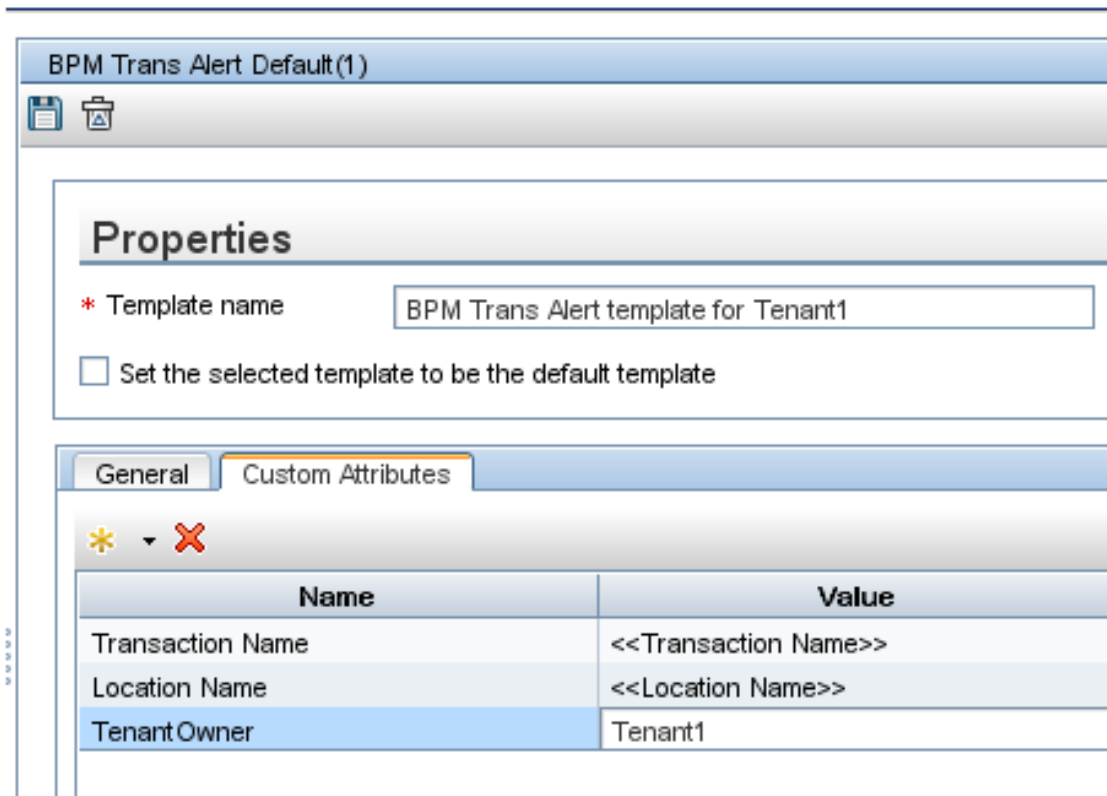 BPM Trans Alert Default(1)
Properties
* Template name BPM Trans Alert template for Tenant1
Set the selected template to be the default template
General Custom Attributes
Name Value
Transaction Name <<Transaction Name>>
Location Name <<Location Name>>
TenantOwner Tenant1